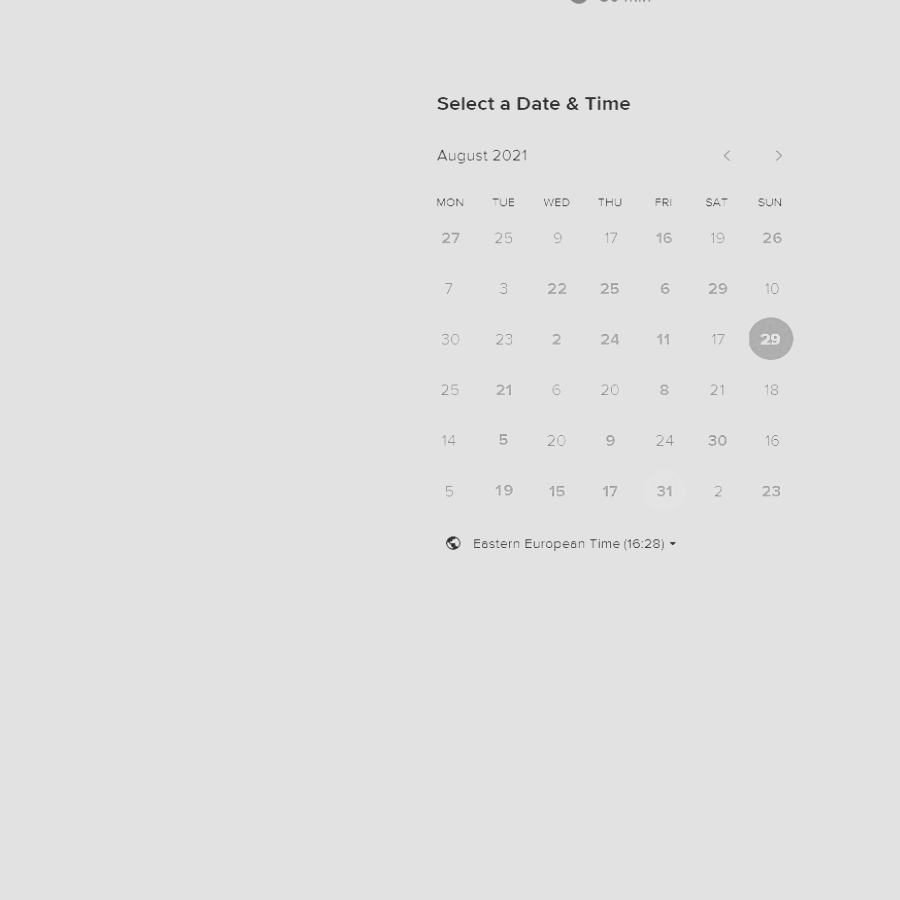 Select a Date & Time
August 2021
MON TUE WED THU FRI SAT SUN
27 25 9 17 16 19 26
7 3 22 25 6 29 10
30 23 2 24 11 17 29
25 21 6 20 8 21 18
14 5 20 9 24 30 16
5 19 15 17 31 2 23
Eastern European Time (16:28)